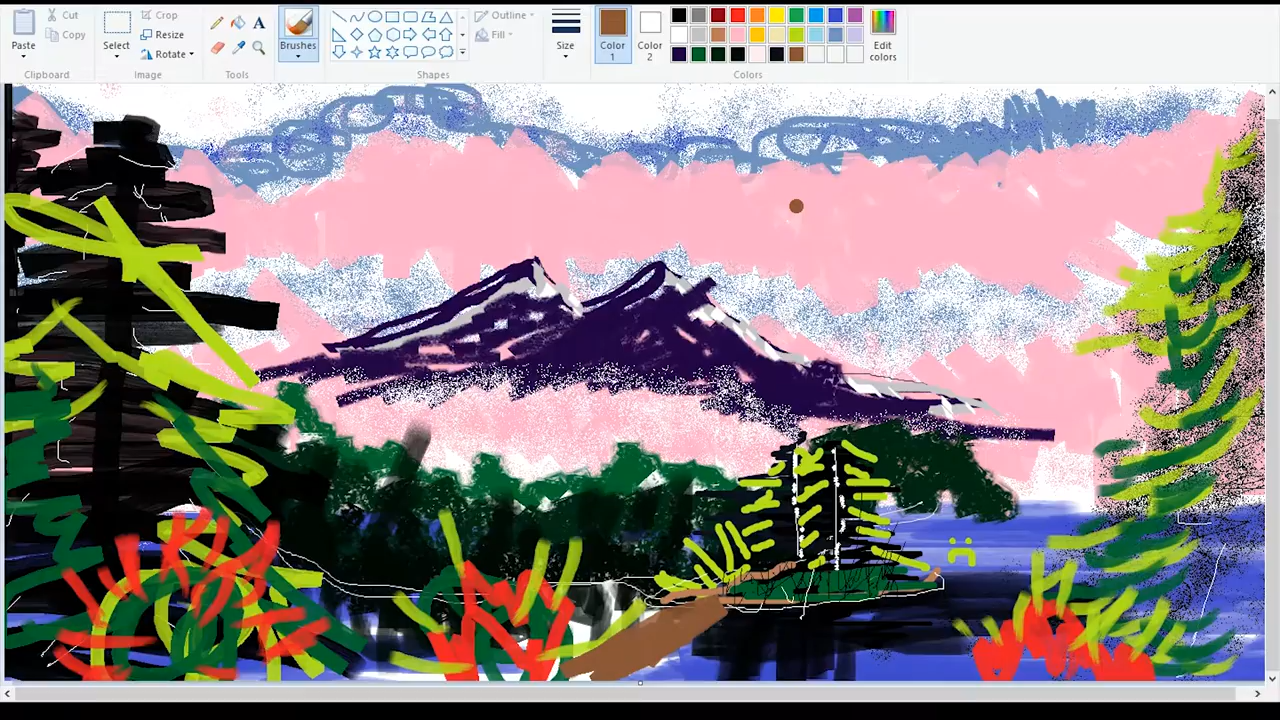 Paste
Cut
Copy
Clipboard
Select
Crop
Resize
Rotate
Image
A
Tools
Brushes
Shapes
Outline
Fill
Size
Color
1
Color
2
Edit
colors
Colors